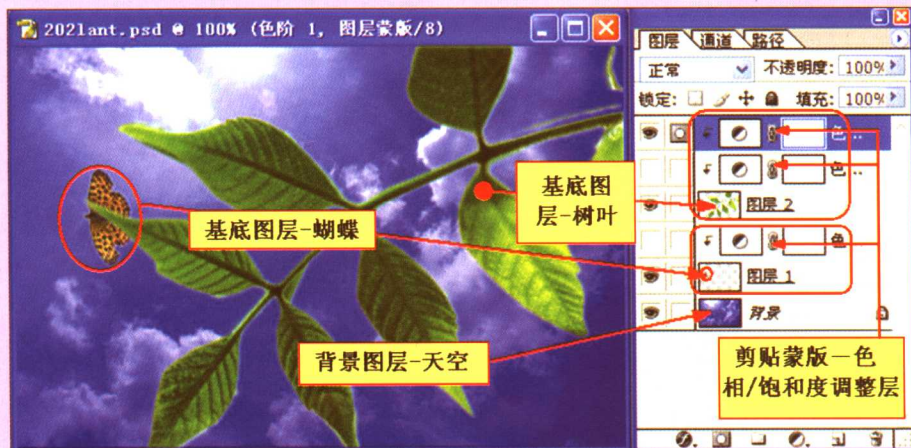 2021ant.psd @ 100% (色阶 1, 图层蒙版/8)
图层 通道 路径
正常 不透明度: 100%
锁定: 填充: 100%
色..
色..
图层 2
色
图层 1
背景
基底图
层-树叶
基底图层-蝴蝶
背景图层-天空
剪贴蒙版—色
相/饱和度调整层